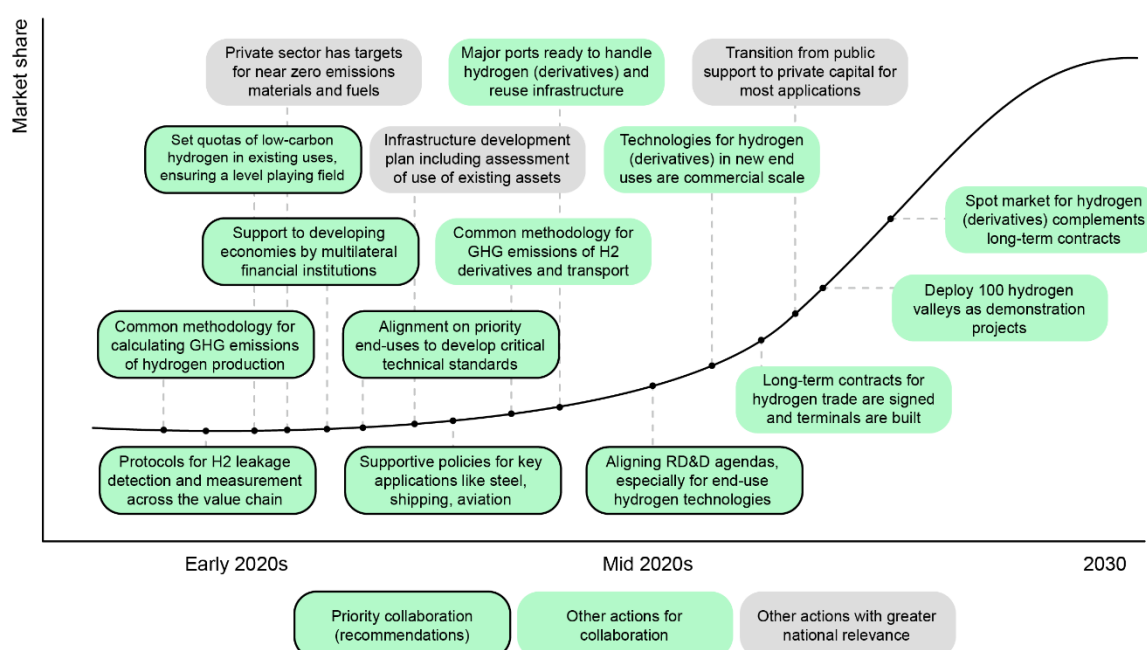 Market share
Private sector has targets
for near zero emissions
materials and fuels
Major ports ready to handle
hydrogen (derivatives) and
reuse infrastructure
Transition from public
support to private capital for
most applications
Set quotas of low-carbon
hydrogen in existing uses,
ensuring a level playing field
Infrastructure development
plan including assessment
of use of existing assets
Technologies for hydrogen
(derivatives) in new end
uses are commercial scale
Spot market for hydrogen
(derivatives) complements
long-term contracts
Support to developing
economies by multilateral
financial institutions
Common methodology for
GHG emissions of H2
derivatives and transport
Deploy 100 hydrogen
valleys as demonstration
projects
Common methodology for
calculating GHG emissions
of hydrogen production
Alignment on priority
end-uses to develop critical
technical standards
Long-term contracts for
hydrogen trade are signed
and terminals are built
Protocols for H2 leakage
detection and measurement
across the value chain
Supportive policies for key
applications like steel,
shipping, aviation
Aligning RD&D agendas,
especially for end-use
hydrogen technologies
Early 2020s
Mid 2020s
2030
Priority collaboration
(recommendations)
Other actions for
collaboration
Other actions with greater
national relevance